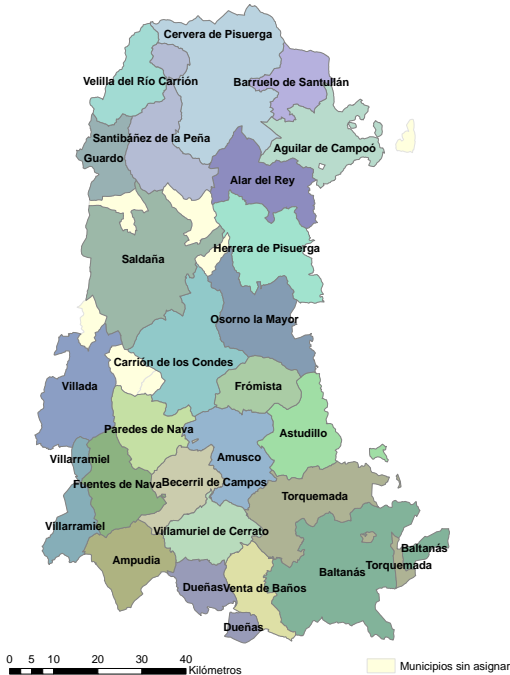 Cervera de Pisuerga
Velilla del Río Carrión
Barruelo de Santullán
Santibáñez de la Peña
Aguilar de Campoó
Guardo
Alar del Rey
Herrera de Pisuerga
Saldaña
Osorno la Mayor
Carrión de los Condes
Villada
Frómista
Paredes de Nava
Astudillo
Villarramiel
Amusco
Fuentes de Nava
Becerril de Campos
Torquemada
Villarramiel
Villamuriel de Cerrato
Baltanás
Ampudia
Torquemada
Baltanás
Dueñas
Venta de Baños
Dueñas
0 5 10 20 30 40
Kilómetros
Municipios sin asignar